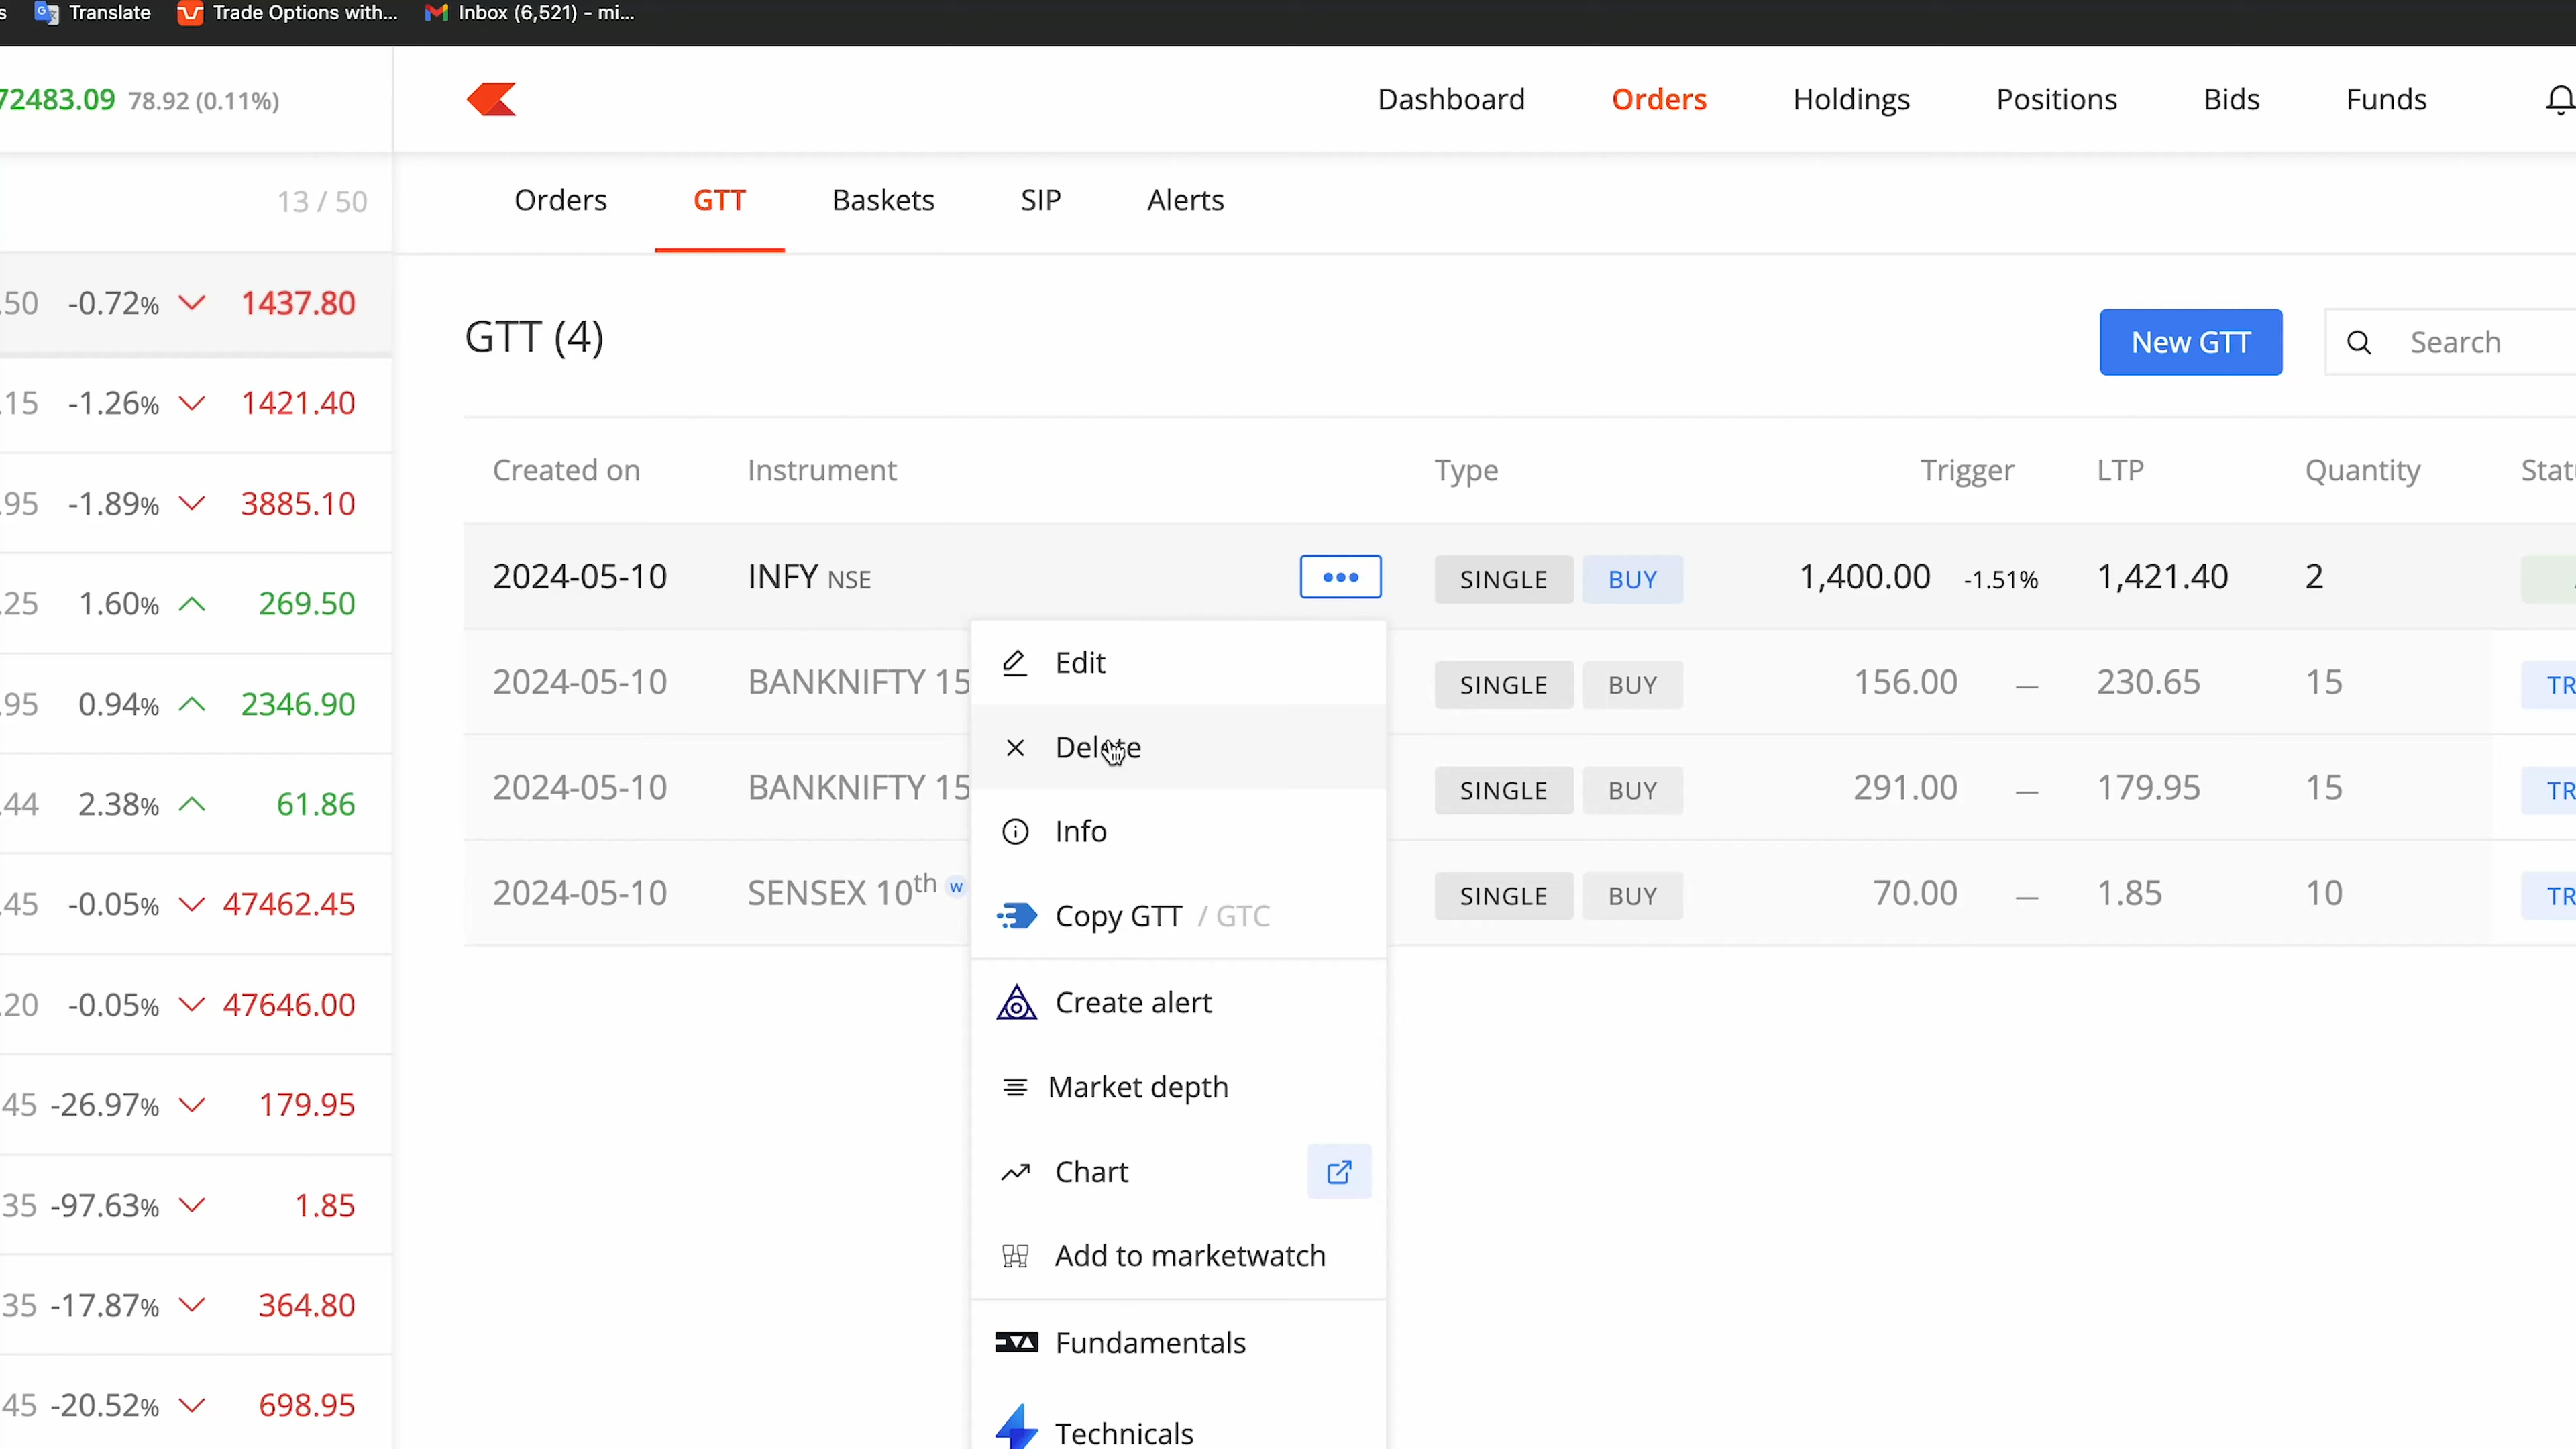 Translate Trade Options with... Inbox (6,521) - mi...
72483.09 78.92 (0.11%)
Dashboard Orders Holdings Positions Bids Funds
13 / 50
Orders GTT Baskets SIP Alerts
.50 -0.72% 1437.80
.15 -1.26% 1421.40
.95 -1.89% 3885.10
.25 1.60% 269.50
.95 0.94% 2346.90
.44 2.38% 61.86
.45 -0.05% 47462.45
.20 -0.05% 47646.00
45 -26.97% 179.95
35 -97.63% 1.85
35 -17.87% 364.80
45 -20.52% 698.95
GTT (4)
New GTT
Search
Created on Instrument Type Trigger LTP Quantity
2024-05-10 INFY NSE SINGLE BUY 1,400.00 -1.51% 1,421.40 2
2024-05-10 BANKNIFTY 15 SINGLE BUY 156.00 — 230.65 15 TR
2024-05-10 BANKNIFTY 15 SINGLE BUY 291.00 — 179.95 15 TR
2024-05-10 SENSEX 10th w SINGLE BUY 70.00 — 1.85 10 TR
Edit
Delete
Info
Copy GTT / GTC
Create alert
Market depth
Chart
Add to marketwatch
Fundamentals
Technicals